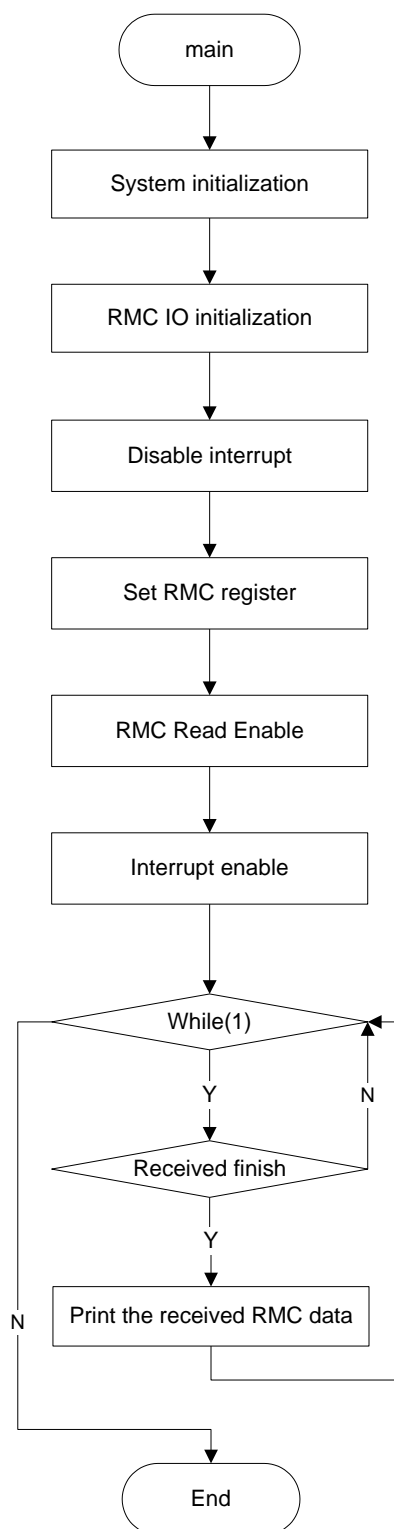 main
System initialization
RMC IO initialization
Disable interrupt
Set RMC register
RMC Read Enable
Interrupt enable
While(1)
Y
N
Received finish
Y
Print the received RMC data
N
End